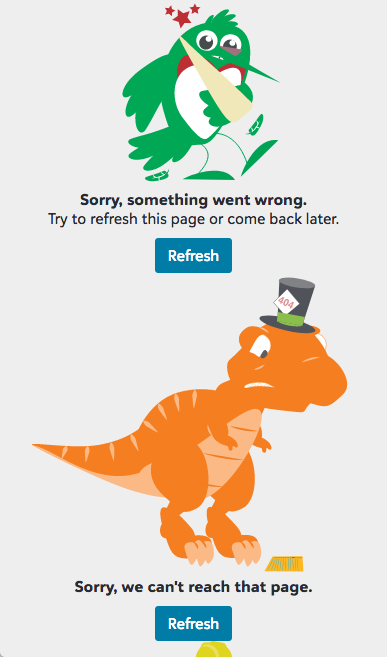 Sorry, something went wrong.
Try to refresh this page or come back later.
Refresh
404
Sorry, we can't reach that page.
Refresh